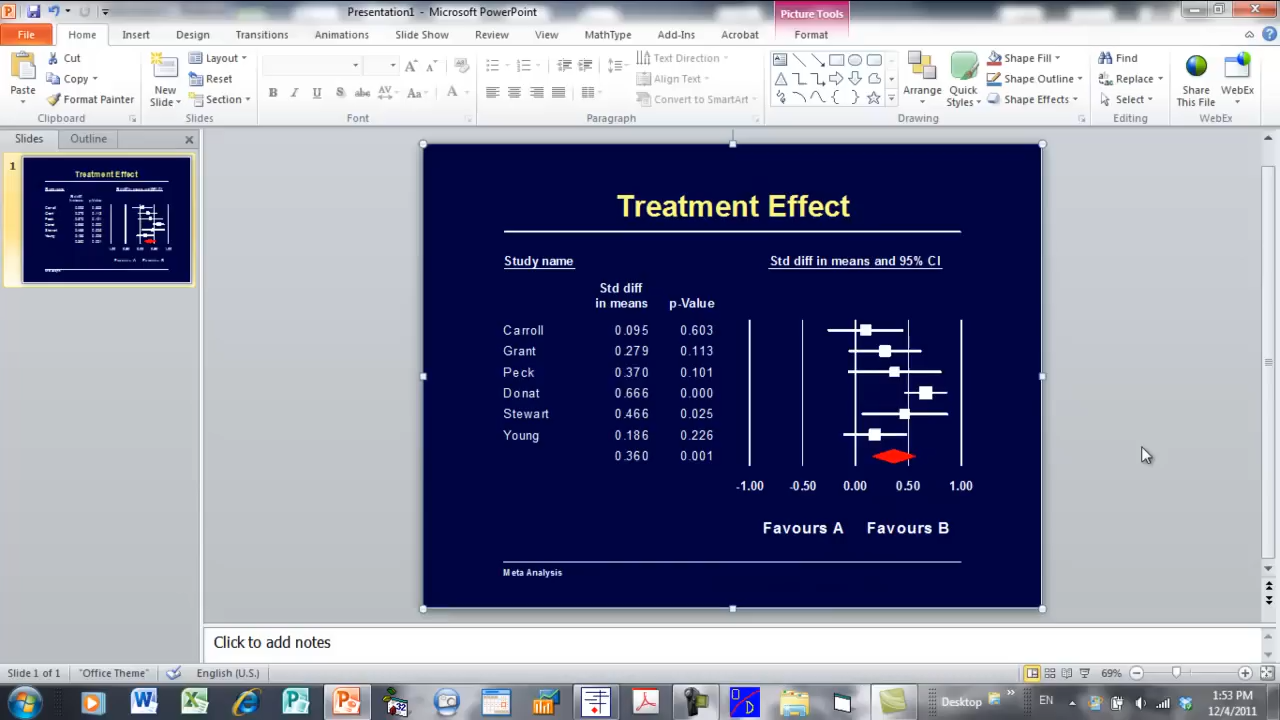 Presentation1 - Microsoft PowerPoint
Picture Tools
File Home Insert Design Transitions Animations Slide Show Review View MathType Add-Ins Acrobat Format
Paste
Cut
Copy
Format Painter
Clipboard
New Slide
Layout
Reset
Section
Slides
B I U S abc AV Aa A
Font
Text Direction
Align Text
Convert to SmartArt
Paragraph
Arrange
Quick Styles
Shape Fill
Shape Outline
Shape Effects
Drawing
Find
Replace
Select
Editing
Share This File
WebEx
WebEx
Slides Outline
1
Treatment Effect
Treatment Effect
Study name Std diff in means and 95% CI
Std diff
in means p-Value
Carroll 0.095 0.603
Grant 0.279 0.113
Peck 0.370 0.101
Donat 0.666 0.000
Stewart 0.466 0.025
Young 0.186 0.226
0.360 0.001
-1.00 -0.50 0.00 0.50 1.00
Favours A Favours B
Meta Analysis
Click to add notes
Slide 1 of 1 "Office Theme" English (U.S.) 69%
Desktop EN 1:53 PM
12/4/2011